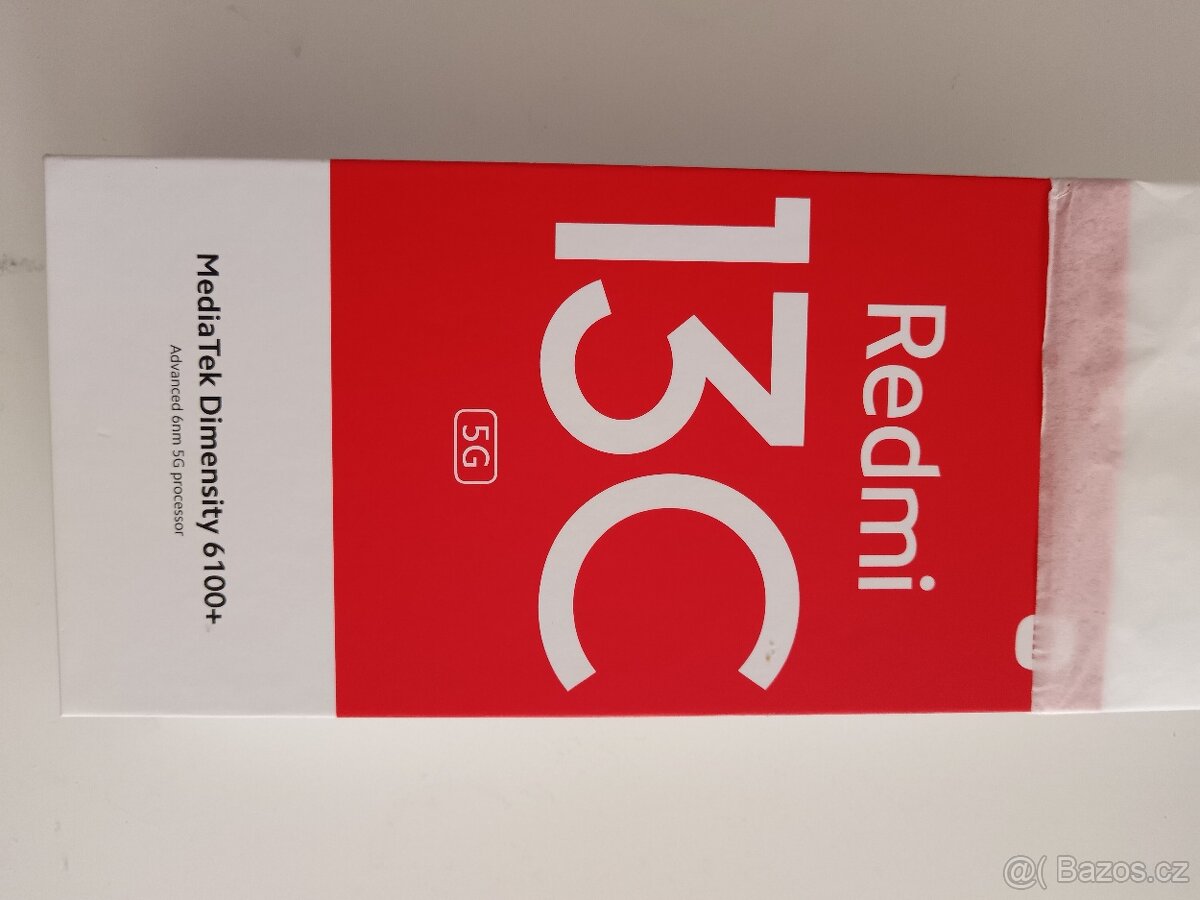 Redmi
13C
5G
MediaTek Dimensity 6100+
Advanced 6nm 5G processor
@( Bazos.cz